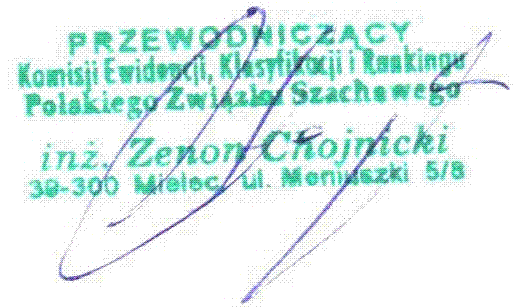 PRZEWODNICZĄCY
Komisji Ewidencji, Klasyfikacji i Rankingu
Polskiego Związku Szachowego
inż. Zenon Chojnicki
39-300 Mielec, ul. Moniuszki 5/8